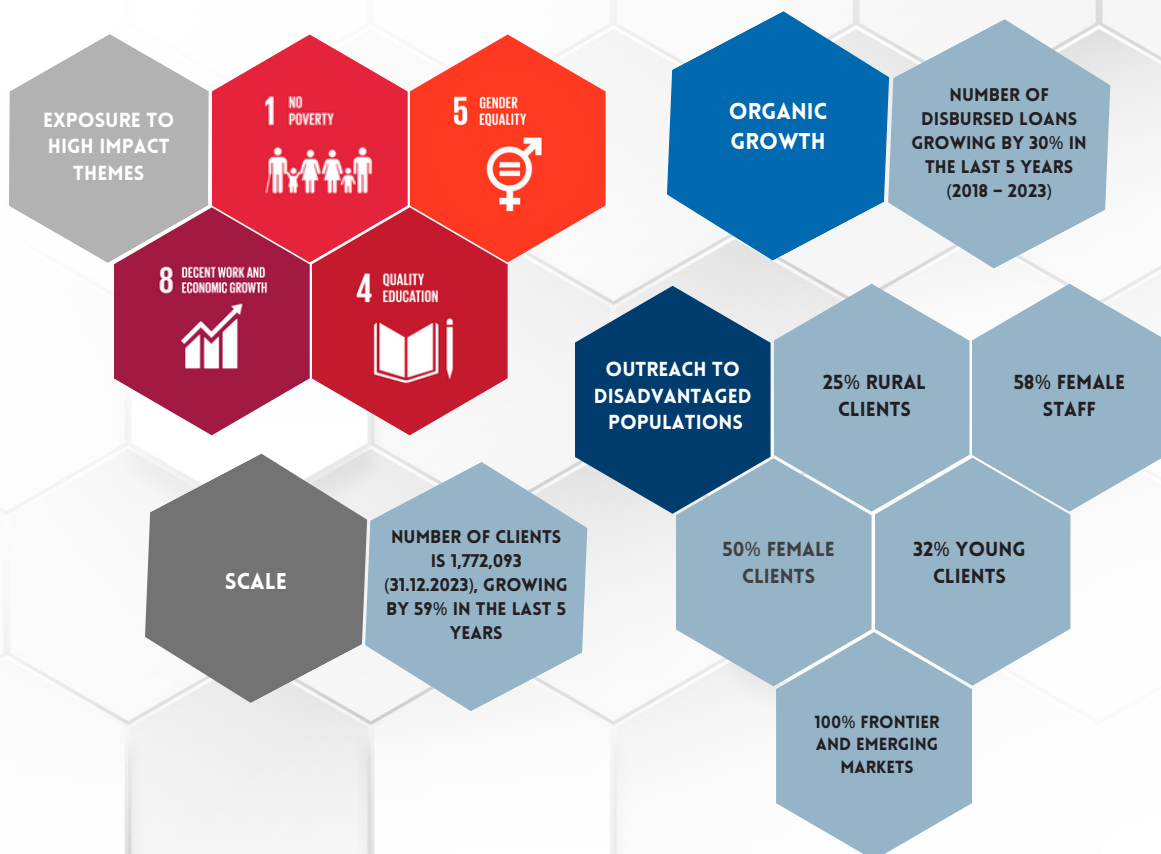 EXPOSURE TO
HIGH IMPACT
THEMES
1 NO
POVERTY
5 GENDER
EQUALITY
8 DECENT WORK AND
ECONOMIC GROWTH
4 QUALITY
EDUCATION
ORGANIC
GROWTH
NUMBER OF
DISBURSED LOANS
GROWING BY 30% IN
THE LAST 5 YEARS
(2018 – 2023)
OUTREACH TO
DISADVANTAGED
POPULATIONS
25% RURAL
CLIENTS
58% FEMALE
STAFF
50% FEMALE
CLIENTS
32% YOUNG
CLIENTS
100% FRONTIER
AND EMERGING
MARKETS
SCALE
NUMBER OF CLIENTS
IS 1,772,093
(31.12.2023), GROWING
BY 59% IN THE LAST 5
YEARS